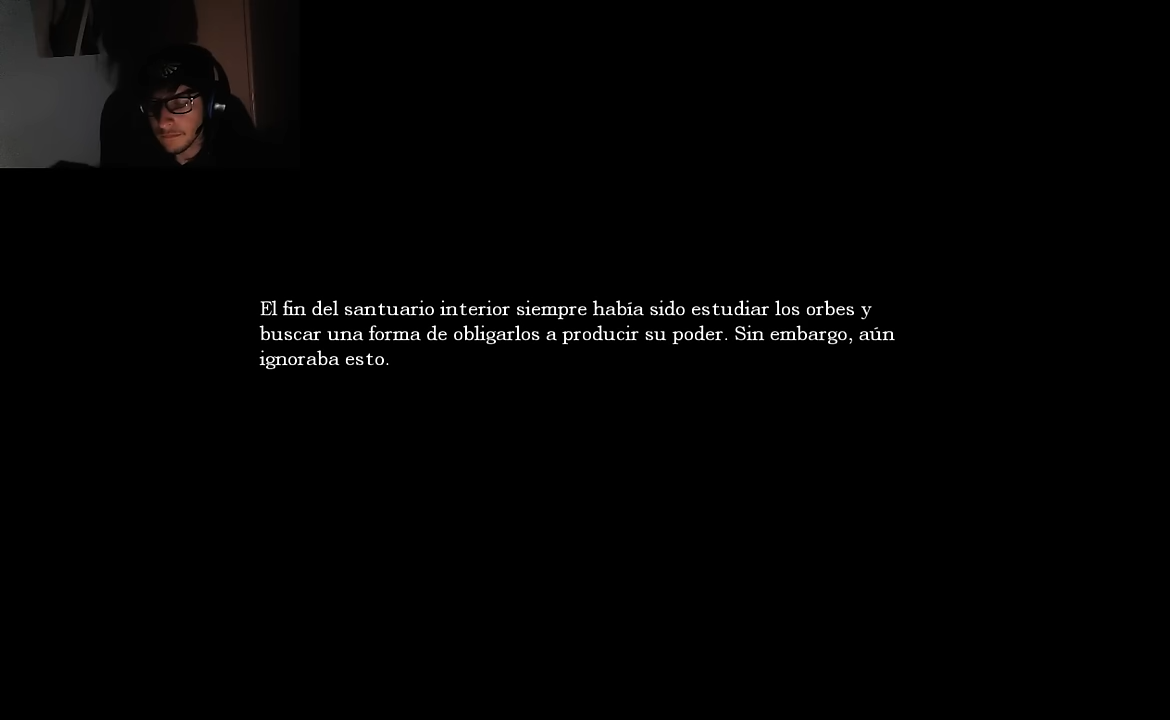 El fin del santuario interior siempre había sido estudiar los orbes y
buscar una forma de obligarlos a producir su poder. Sin embargo, aún
ignoraba esto.